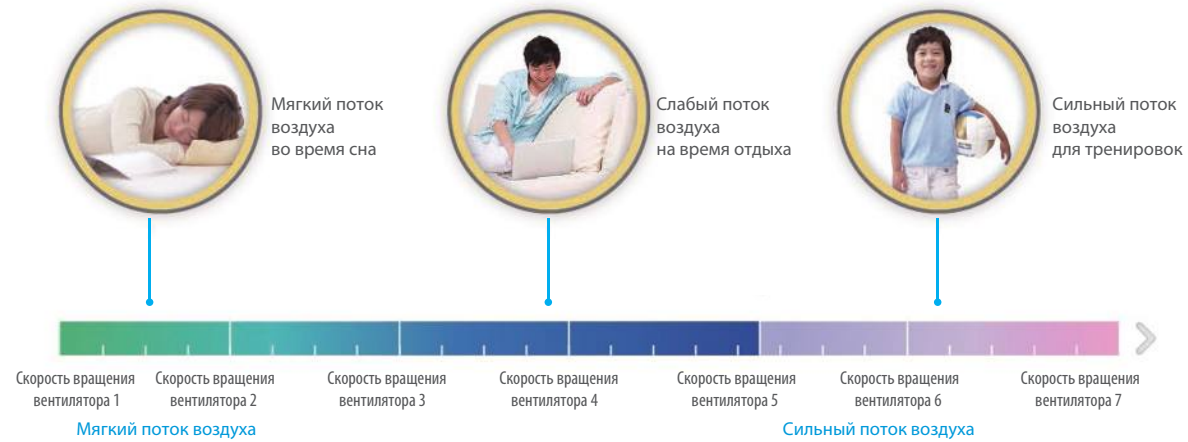 Мягкий поток
воздуха
во время сна
Слабый поток
воздуха
на время отдыха
Сильный поток
воздуха
для тренировок
Скорость вращения
вентилятора 1
Скорость вращения
вентилятора 2
Скорость вращения
вентилятора 3
Скорость вращения
вентилятора 4
Скорость вращения
вентилятора 5
Скорость вращения
вентилятора 6
Скорость вращения
вентилятора 7
Мягкий поток воздуха
Сильный поток воздуха